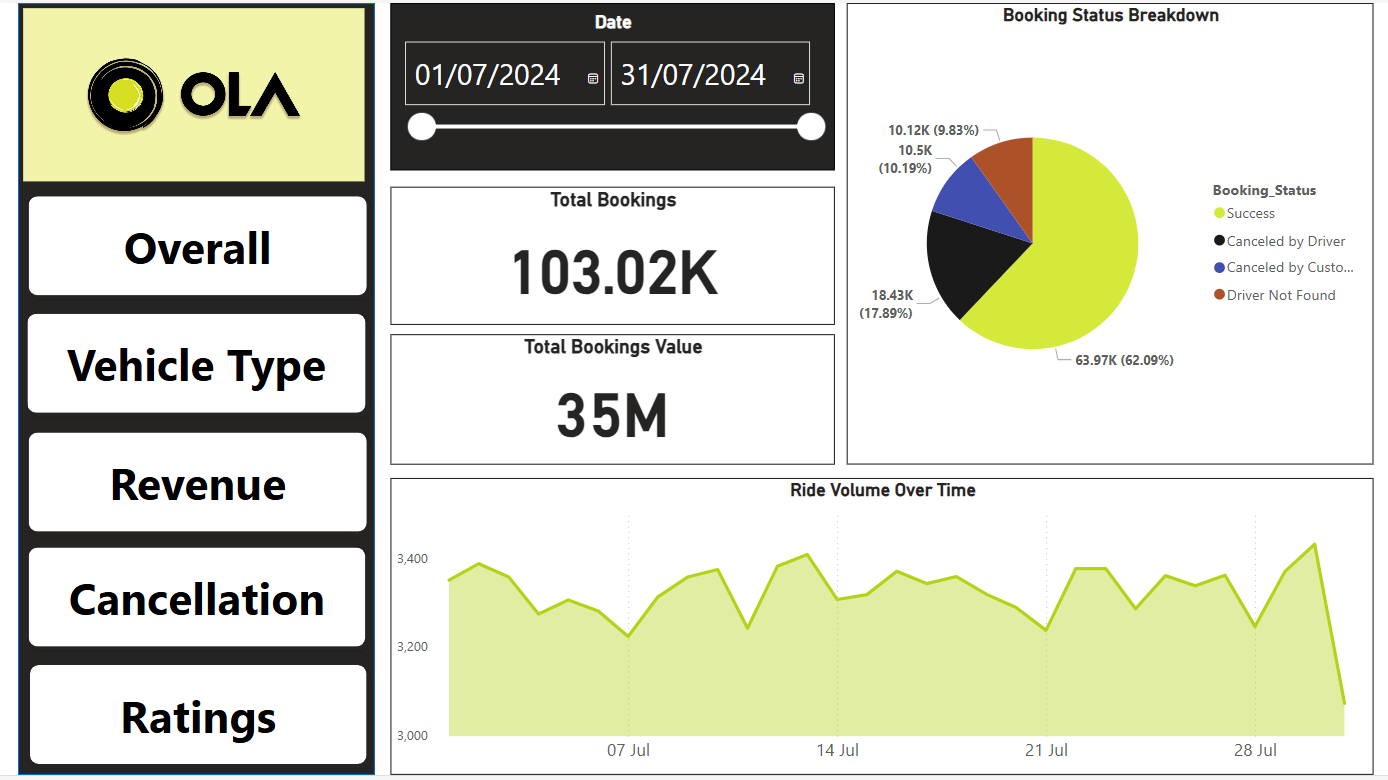 OLA
Overall
Vehicle Type
Revenue
Cancellation
Ratings
Date
01/07/2024
31/07/2024
Total Bookings
103.02K
Total Bookings Value
35M
Booking Status Breakdown
10.12K (9.83%)
10.5K
(10.19%)
18.43K
(17.89%)
63.97K (62.09%)
Booking_Status
Success
Canceled by Driver
Canceled by Custo...
Driver Not Found
Ride Volume Over Time
3,400
3,200
3,000
07 Jul
14 Jul
21 Jul
28 Jul